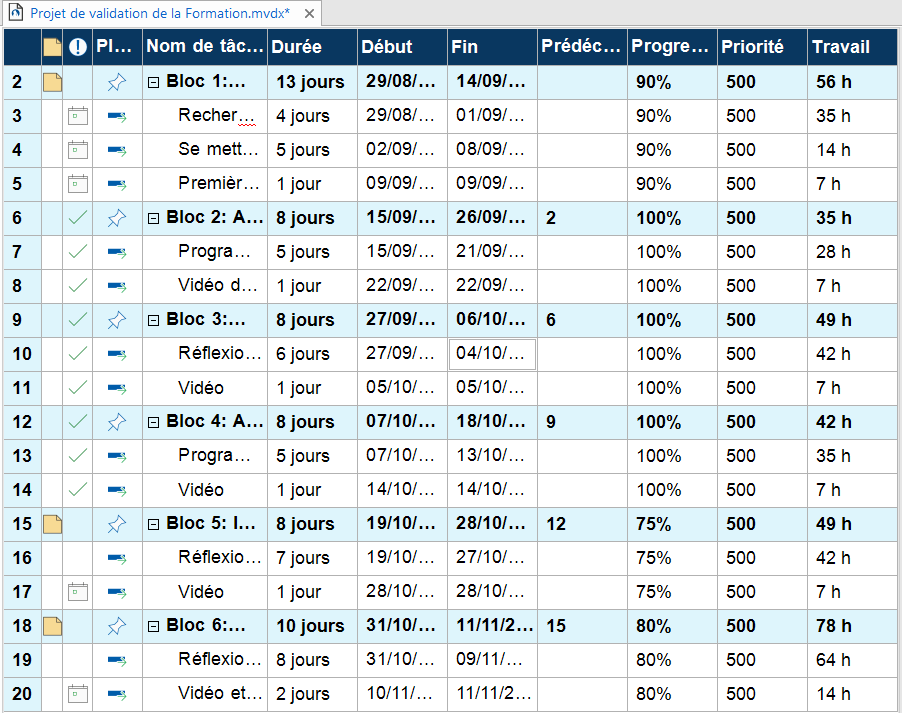 Projet de validation de la Formation.mvdx*
Pl... Nom de tâc... Durée Début Fin Prédéc... Progre... Priorité Travail
2 Bloc 1:... 13 jours 29/08/... 14/09/... 90% 500 56 h
3 Recher... 4 jours 29/08/... 01/09/... 90% 500 35 h
4 Se mett... 5 jours 02/09/... 08/09/... 90% 500 14 h
5 Premièr... 1 jour 09/09/... 09/09/... 90% 500 7 h
6 Bloc 2: A... 8 jours 15/09/... 26/09/... 2 100% 500 35 h
7 Progra... 5 jours 15/09/... 21/09/... 100% 500 28 h
8 Vidéo d... 1 jour 22/09/... 22/09/... 100% 500 7 h
9 Bloc 3:... 8 jours 27/09/... 06/10/... 6 100% 500 49 h
10 Réflexio... 6 jours 27/09/... 04/10/... 100% 500 42 h
11 Vidéo 1 jour 05/10/... 05/10/... 100% 500 7 h
12 Bloc 4: A... 8 jours 07/10/... 18/10/... 9 100% 500 42 h
13 Progra... 5 jours 07/10/... 13/10/... 100% 500 35 h
14 Vidéo 1 jour 14/10/... 14/10/... 100% 500 7 h
15 Bloc 5: I... 8 jours 19/10/... 28/10/... 12 75% 500 49 h
16 Réflexio... 7 jours 19/10/... 27/10/... 75% 500 42 h
17 Vidéo 1 jour 28/10/... 28/10/... 75% 500 7 h
18 Bloc 6:... 10 jours 31/10/... 11/11/2... 15 80% 500 78 h
19 Réflexio... 8 jours 31/10/... 09/11/... 80% 500 64 h
20 Vidéo et... 2 jours 10/11/... 11/11/2... 80% 500 14 h